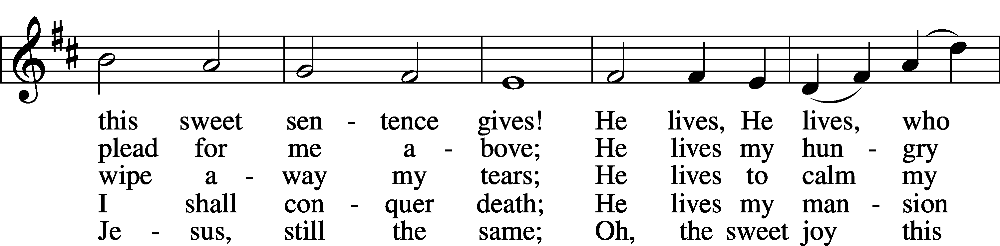 this sweet sen - tence gives! He lives, He lives, who
plead for me a - bove; He lives my hun - gry
wipe a - way my tears; He lives to calm my
I shall con - quer death; He lives my man - sion
Je - sus, still the same; Oh, the sweet joy this